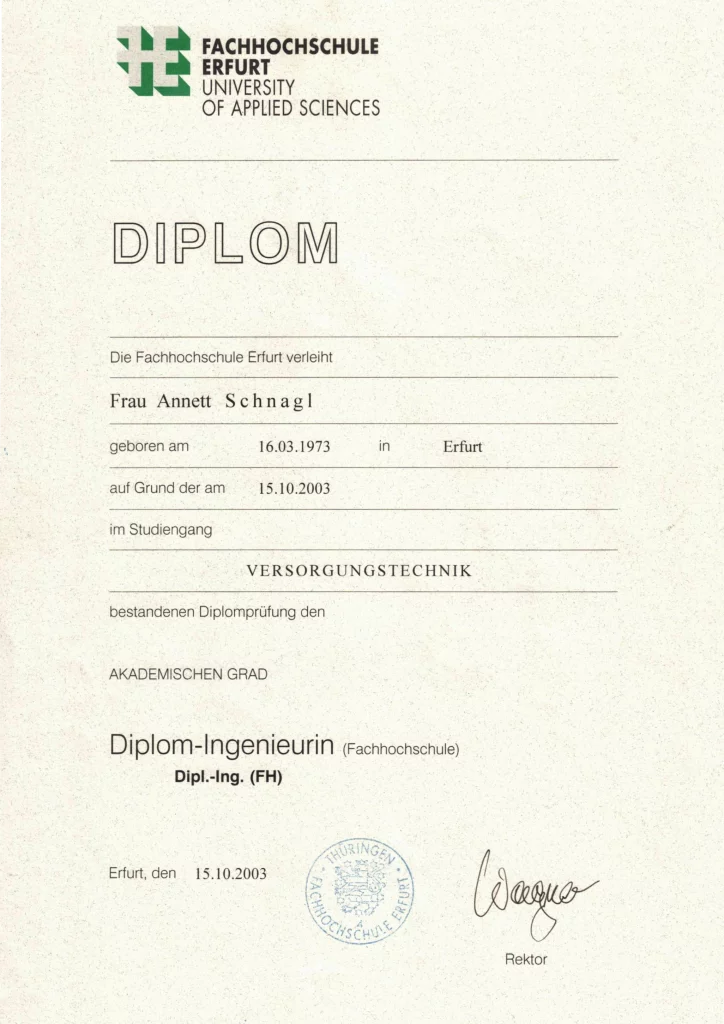 FACHHOCHSCHULE
ERFURT
UNIVERSITY
OF APPLIED SCIENCES
DIPLOM
Die Fachhochschule Erfurt verleiht
Frau Annett Schnagl
geboren am 16.03.1973 in Erfurt
auf Grund der am 15.10.2003
im Studiengang
VERSORGUNGSTECHNIK
bestandenen Diplomprüfung den
AKADEMISCHEN GRAD
Diplom-Ingenieurin (Fachhochschule)
Dipl.-Ing. (FH)
Erfurt, den 15.10.2003
THÜRINGEN
FACHHOCHSCHULE ERFURT
Wagner
Rektor